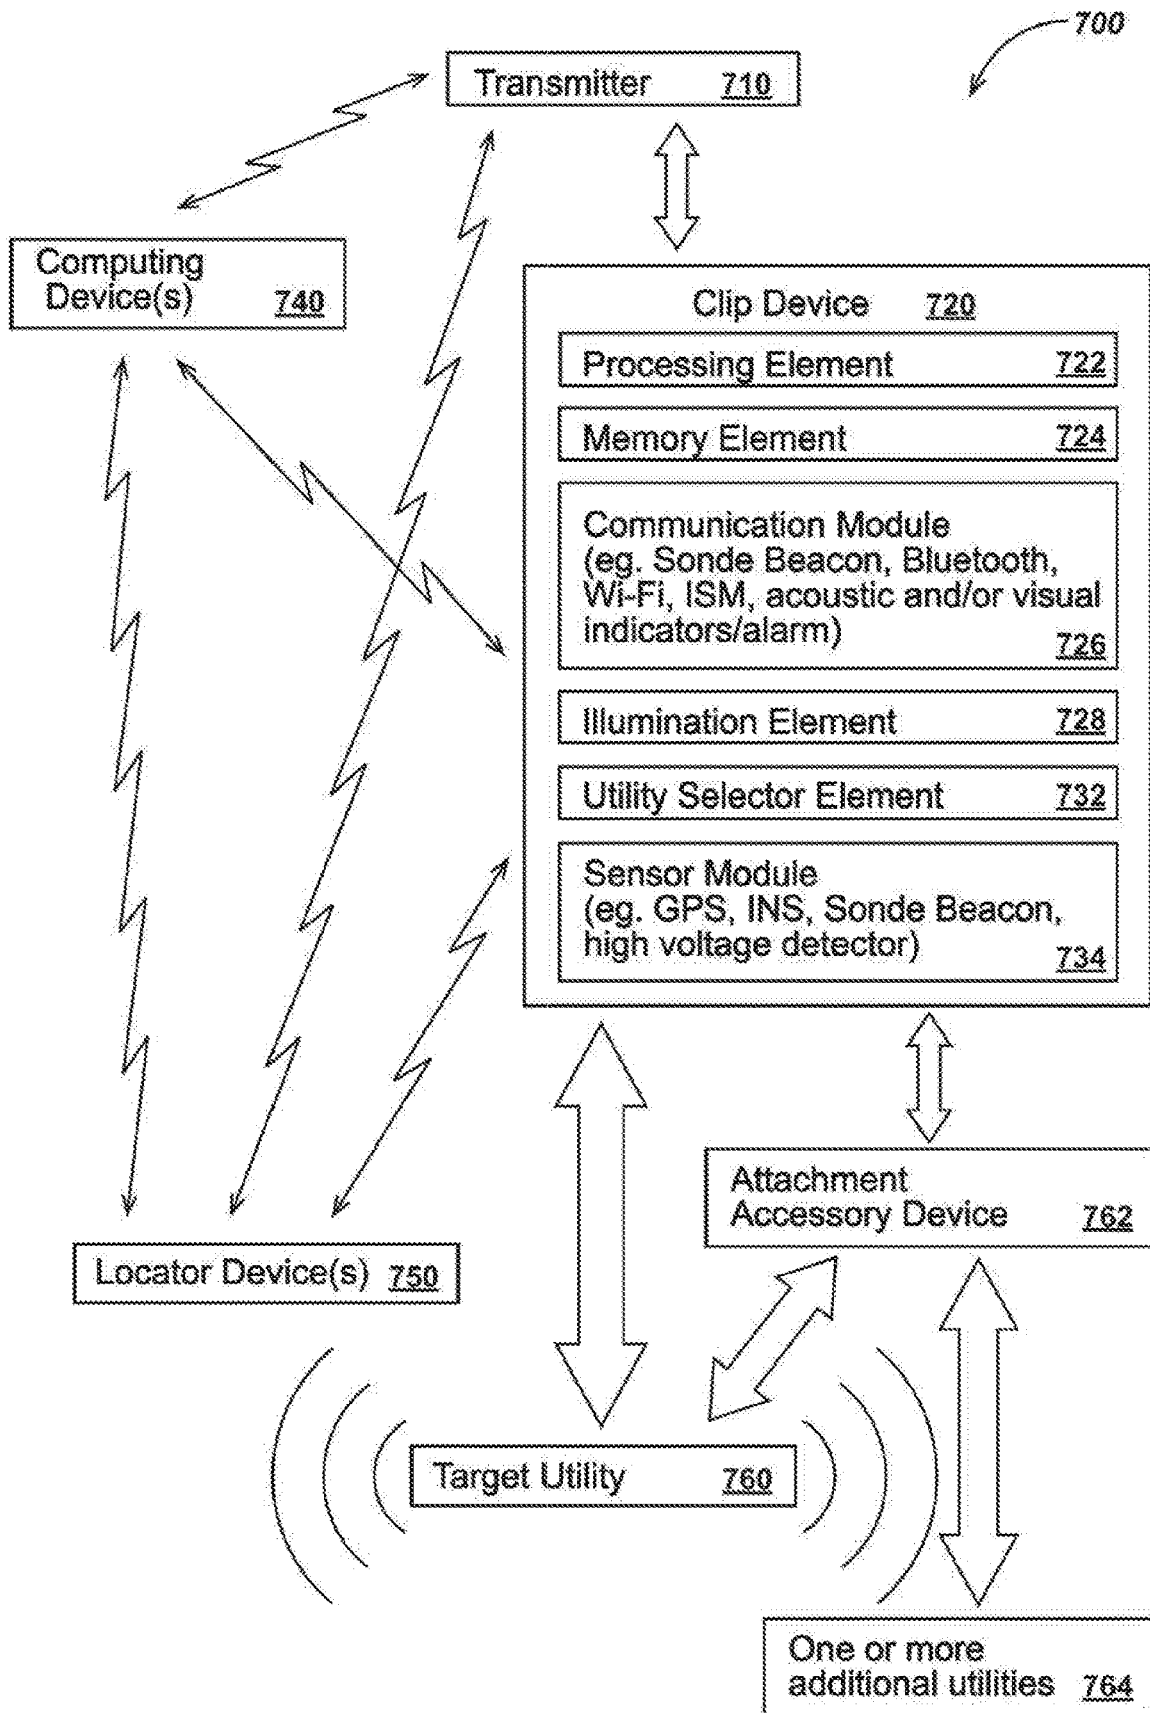 700
Transmitter 710
Computing
Device(s) 740
Clip Device 720
Processing Element 722
Memory Element 724
Communication Module
(eg. Sonde Beacon, Bluetooth,
Wi-Fi, ISM, acoustic and/or visual
indicators/alarm) 726
Illumination Element 728
Utility Selector Element 732
Sensor Module
(eg. GPS, INS, Sonde Beacon,
high voltage detector) 734
Attachment
Accessory Device 762
Locator Device(s) 750
Target Utility 760
One or more
additional utilities 764